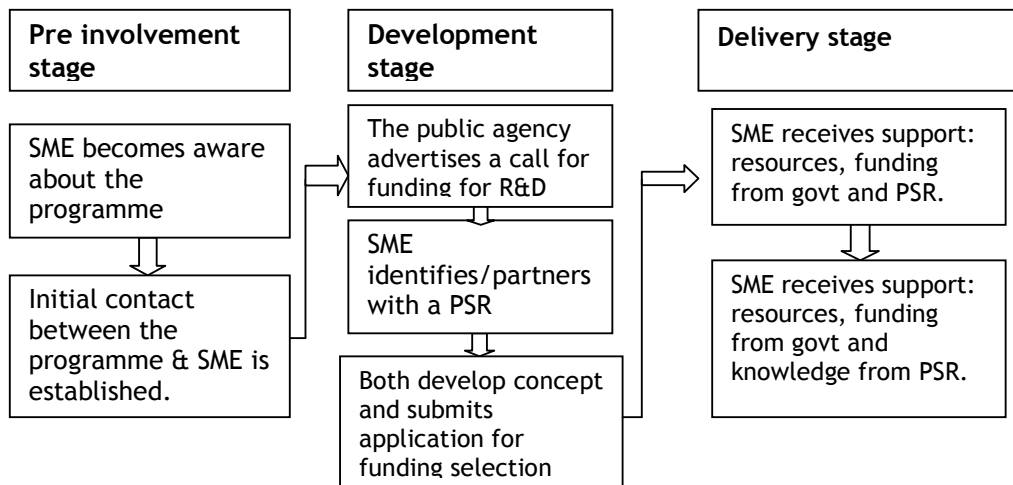 Pre involvement
stage
SME becomes aware
about the
programme
Initial contact
between the
programme & SME is
established.
Development
stage
The public agency
advertises a call for
funding for R&D
SME
identifies/partners
with a PSR
Both develop concept
and submits
application for
funding selection
Delivery stage
SME receives support:
resources, funding
from govt and PSR.
SME receives support:
resources, funding
from govt and
knowledge from PSR.